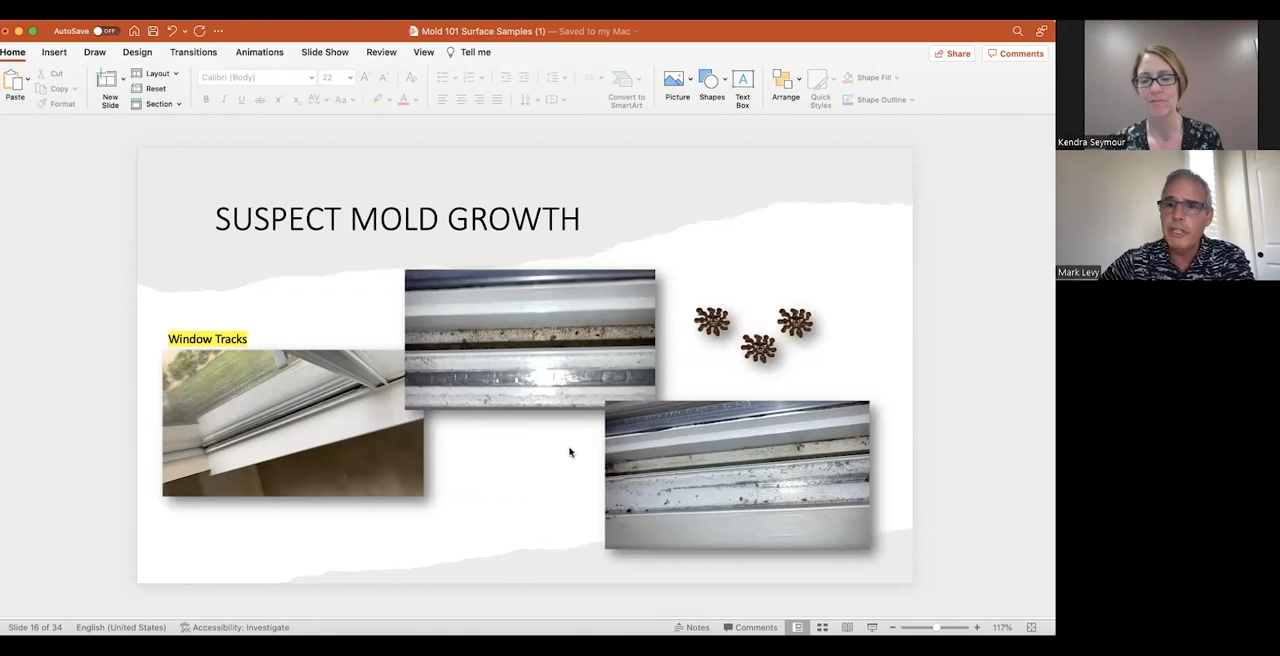 AutoSave OFF
Mold 101 Surface Samples (1) — Saved to my Mac
Home Insert Draw Design Transitions Animations Slide Show Review View Tell me
Share Comments
Paste
Cut
Copy
Format
New Slide
Layout
Reset
Section
Calibri (Body) 22
Convert to SmartArt
Picture
Shapes
Text Box
Arrange
Quick Styles
Shape Fill
Shape Outline
Kendra Seymour
Mark Levy
SUSPECT MOLD GROWTH
Window Tracks
Slide 16 of 34 English (United States) Accessibility: Investigate
Notes Comments 117%